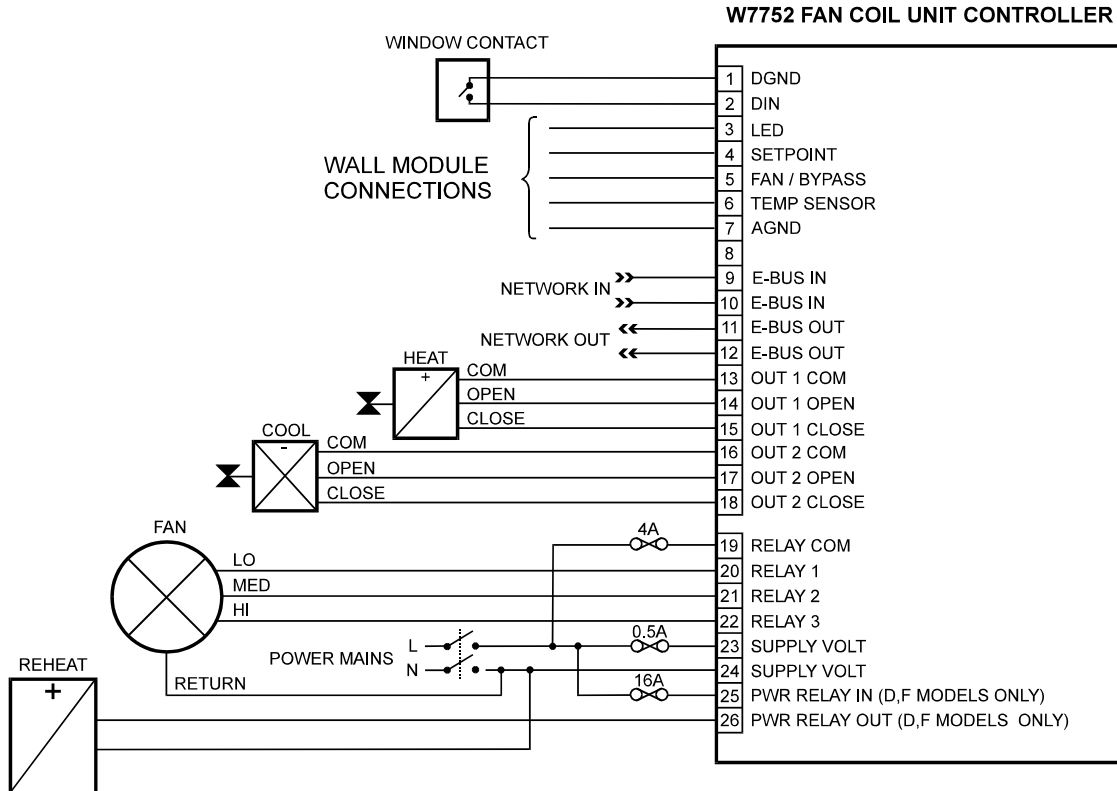 W7752 FAN COIL UNIT CONTROLLER
WINDOW CONTACT
1 DGND
2 DIN
3 LED
WALL MODULE
CONNECTIONS
4 SETPOINT
5 FAN / BYPASS
6 TEMP SENSOR
7 AGND
8
NETWORK IN
9 E-BUS IN
10 E-BUS IN
NETWORK OUT
11 E-BUS OUT
12 E-BUS OUT
HEAT
+
COM
13 OUT 1 COM
OPEN
14 OUT 1 OPEN
CLOSE
15 OUT 1 CLOSE
COOL
-
COM
16 OUT 2 COM
OPEN
17 OUT 2 OPEN
CLOSE
18 OUT 2 CLOSE
FAN
4A
19 RELAY COM
LO
20 RELAY 1
MED
21 RELAY 2
HI
22 RELAY 3
POWER MAINS
L
N
0.5A
23 SUPPLY VOLT
24 SUPPLY VOLT
RETURN
16A
25 PWR RELAY IN (D,F MODELS ONLY)
26 PWR RELAY OUT (D,F MODELS ONLY)
REHEAT
+